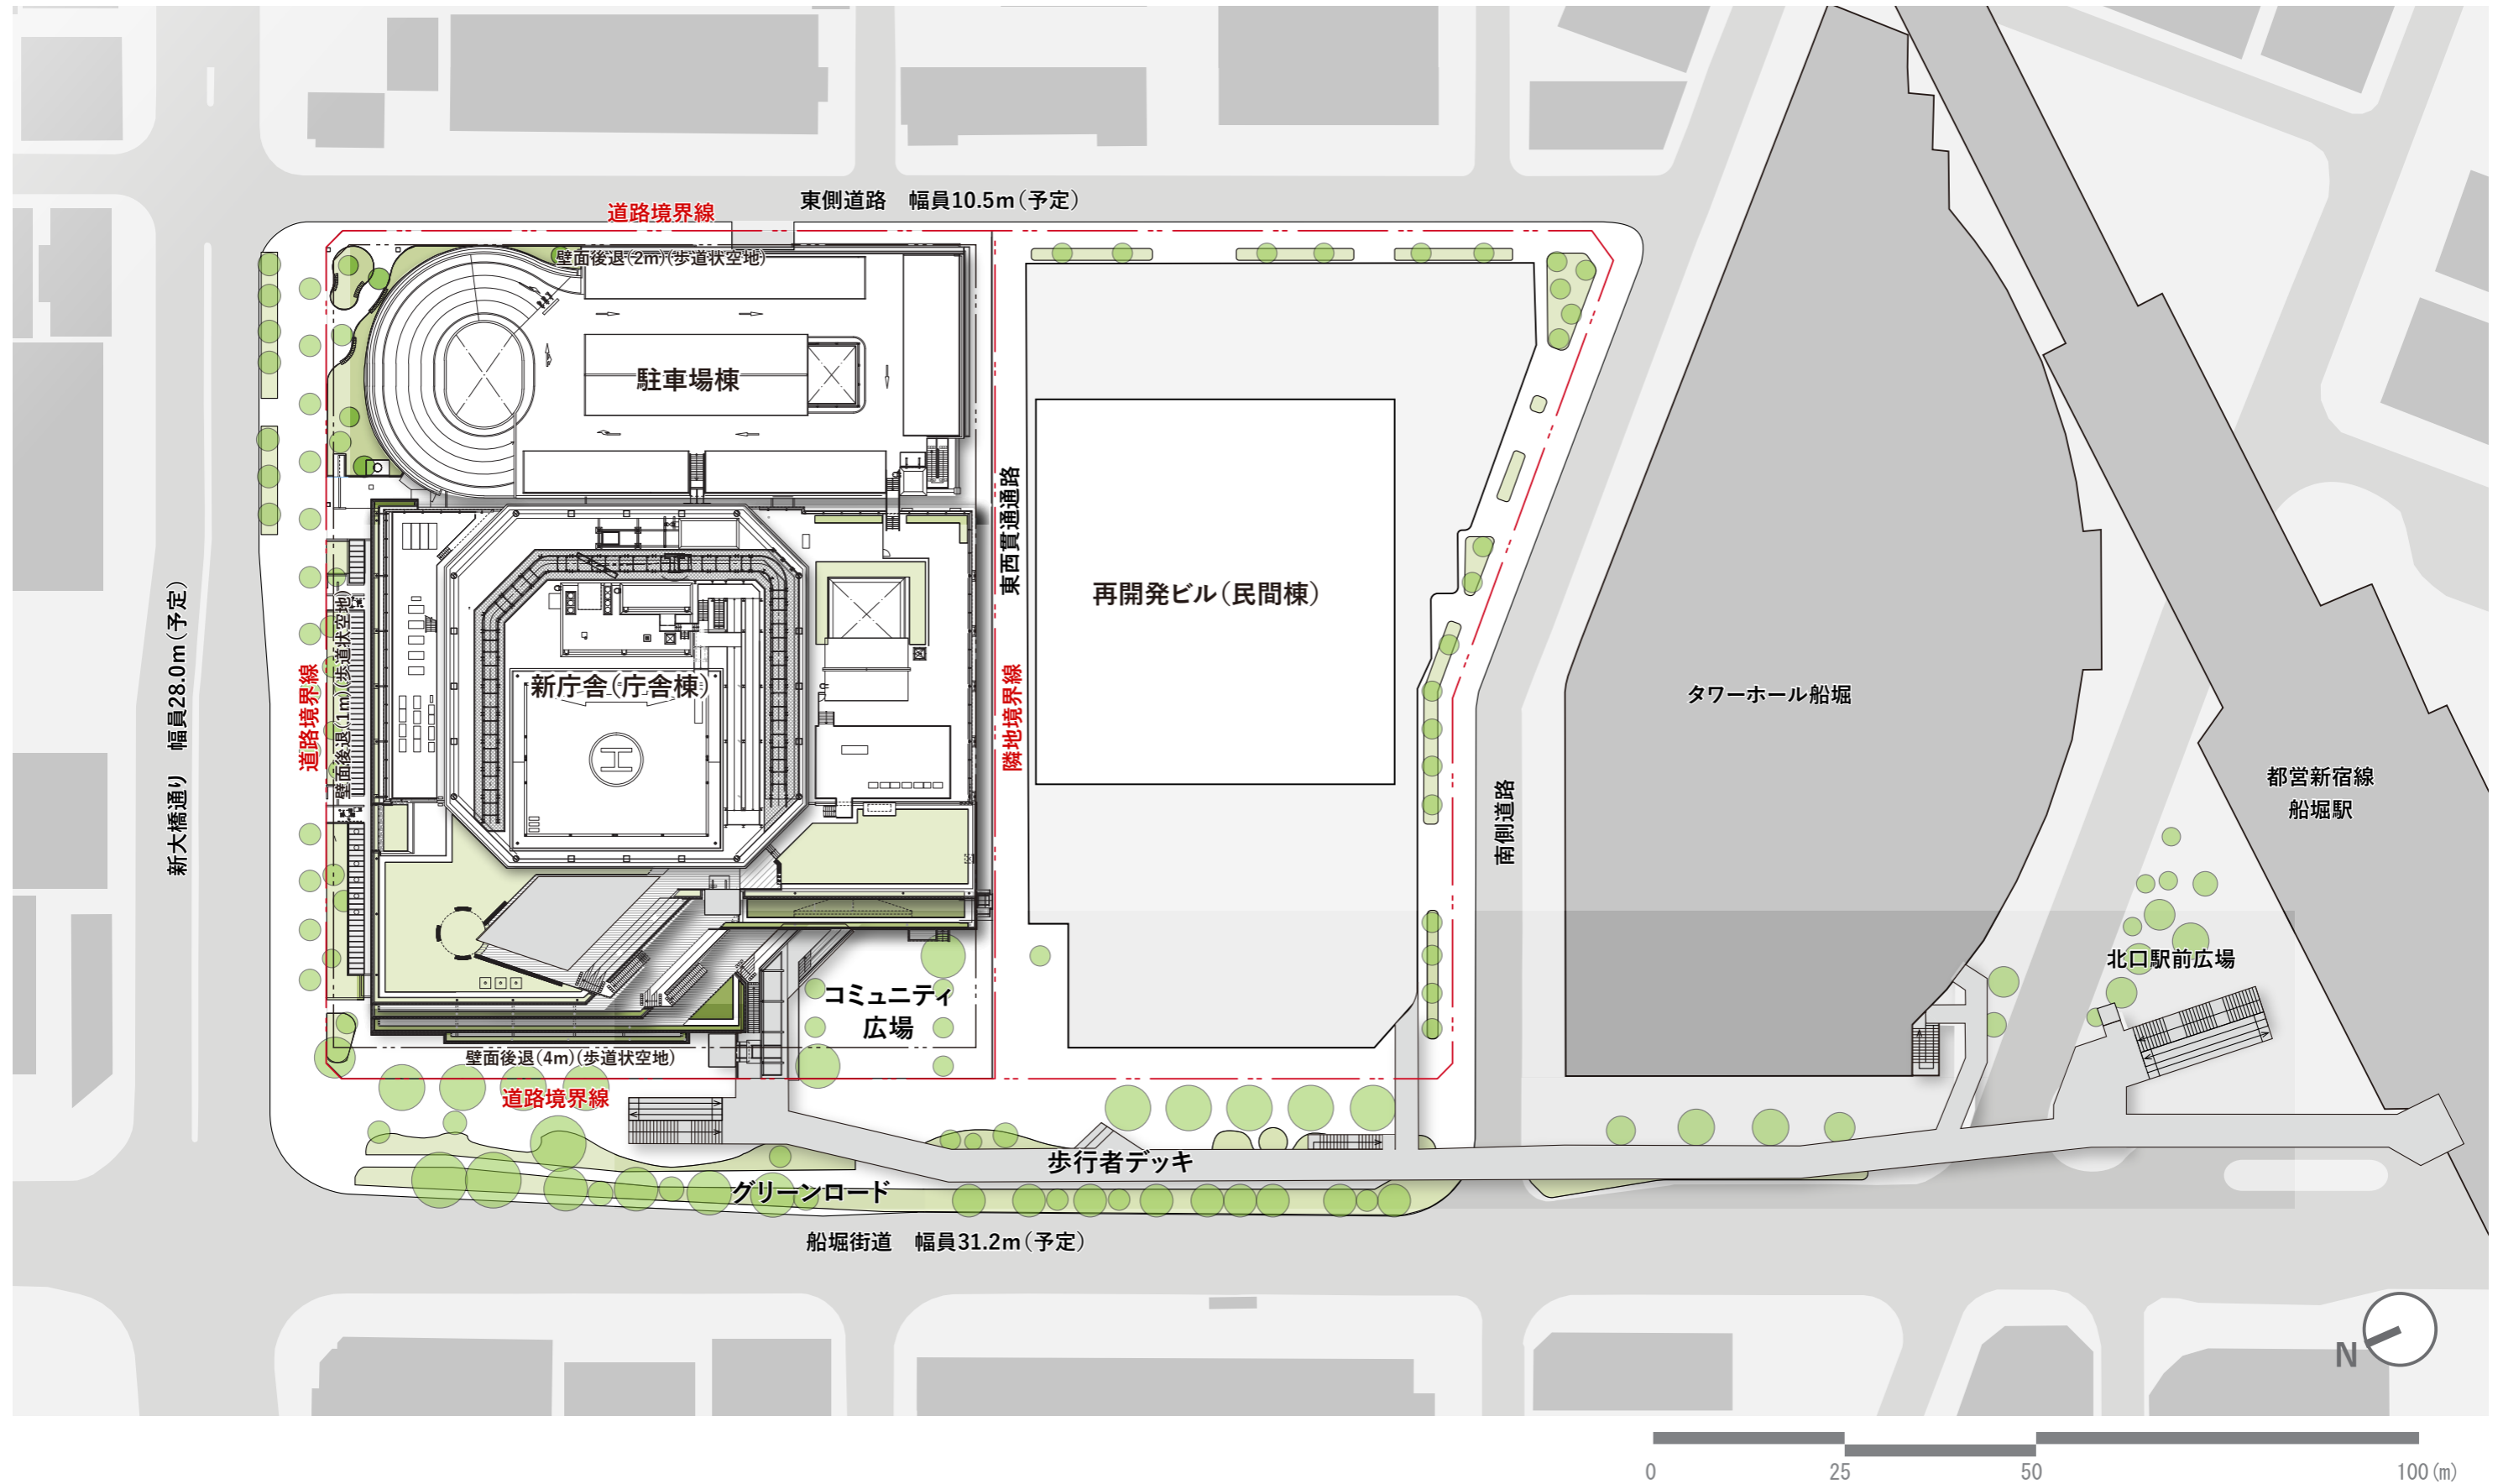 東側道路　幅員10.5m（予定）
道路境界線
壁面後退（2m）（歩道状空地）
駐車場棟
東西貫通通路
再開発ビル（民間棟）
新大橋通り　幅員28.0m（予定）
道路境界線
壁面後退（1m）（歩道状空地）
新庁舎（庁舎棟）
H
隣地境界線
タワーホール船堀
南側道路
都営新宿線
船堀駅
北口駅前広場
コミュニティ
広場
壁面後退（4m）（歩道状空地）
道路境界線
歩行者デッキ
グリーンロード
船堀街道　幅員31.2m（予定）
N
0 25 50 100(m)